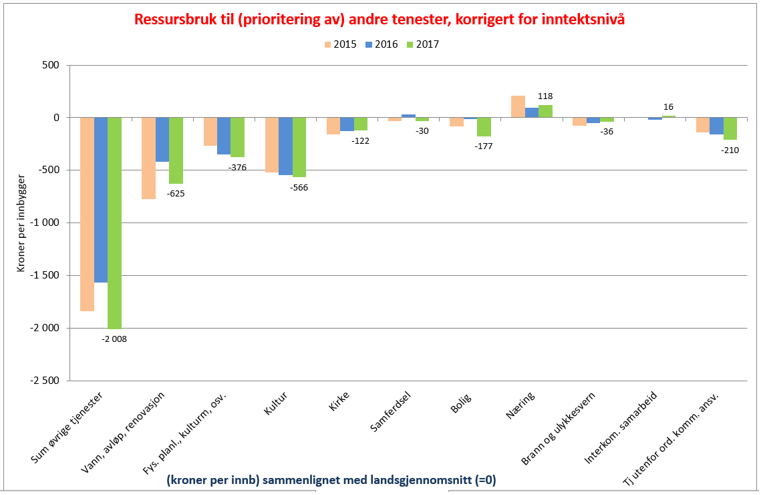 Ressursbruk til (prioritering av) andre tenester, korrigert for inntektsnivå
2015 2016 2017
Kroner per innbygger
500
0
-500
-1 000
-1 500
-2 000
-2 500
-2 008
-625
-376
-566
-122
-30
-177
118
-36
16
-210
Sum øvrige tjenester
Vann, avløp, renovasjon
Fys. planl., kulturm, osv.
Kultur
Kirke
Samferdsel
Bolig
Næring
Brann og ulykkesvern
Interkom. samarbeid
Tj utenfor ord. komm. ansv.
(kroner per innb) sammenlignet med landsgjennomsnitt (=0)